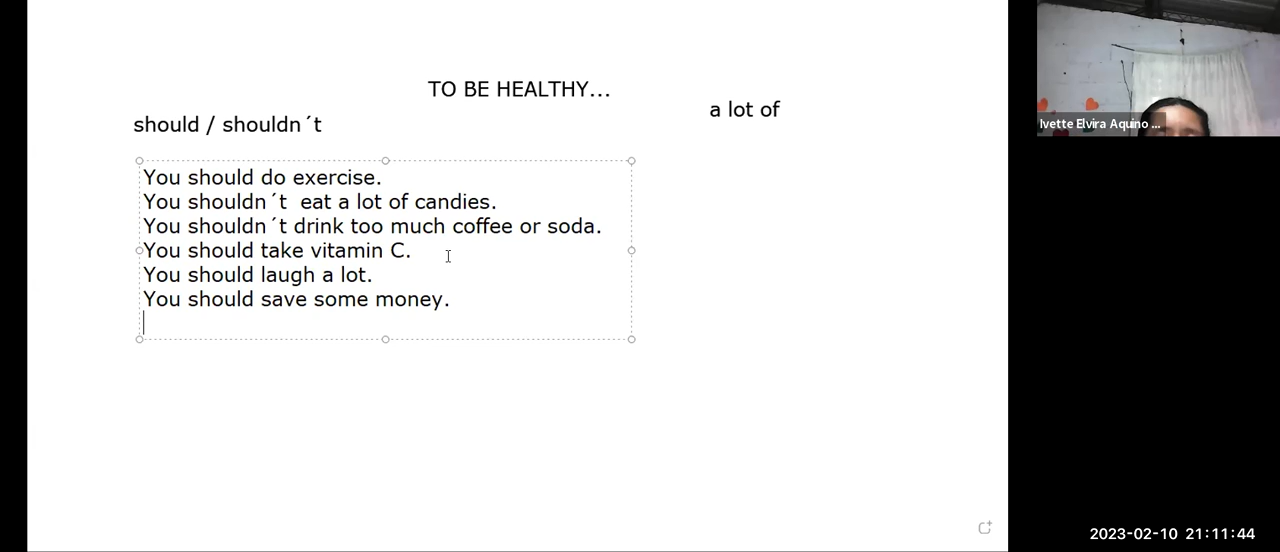 TO BE HEALTHY...
a lot of
should / shouldn´t
You should do exercise.
You shouldn´t  eat a lot of candies.
You shouldn´t drink too much coffee or soda.
You should take vitamin C.
You should laugh a lot.
You should save some money.
Ivette Elvira Aquino ...
2023-02-10 21:11:44